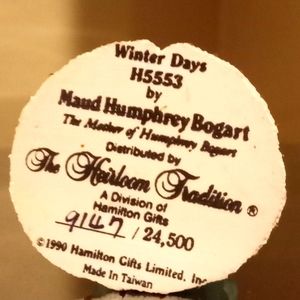 Winter Days
H5553
by
Maud Humphrey Bogart
The Mother of Humphrey Bogart
Distributed by
The Heirloom Tradition ®
A Division of
Hamilton Gifts
9147 / 24,500
©1990 Hamilton Gifts Limited, Inc.
Made In Taiwan